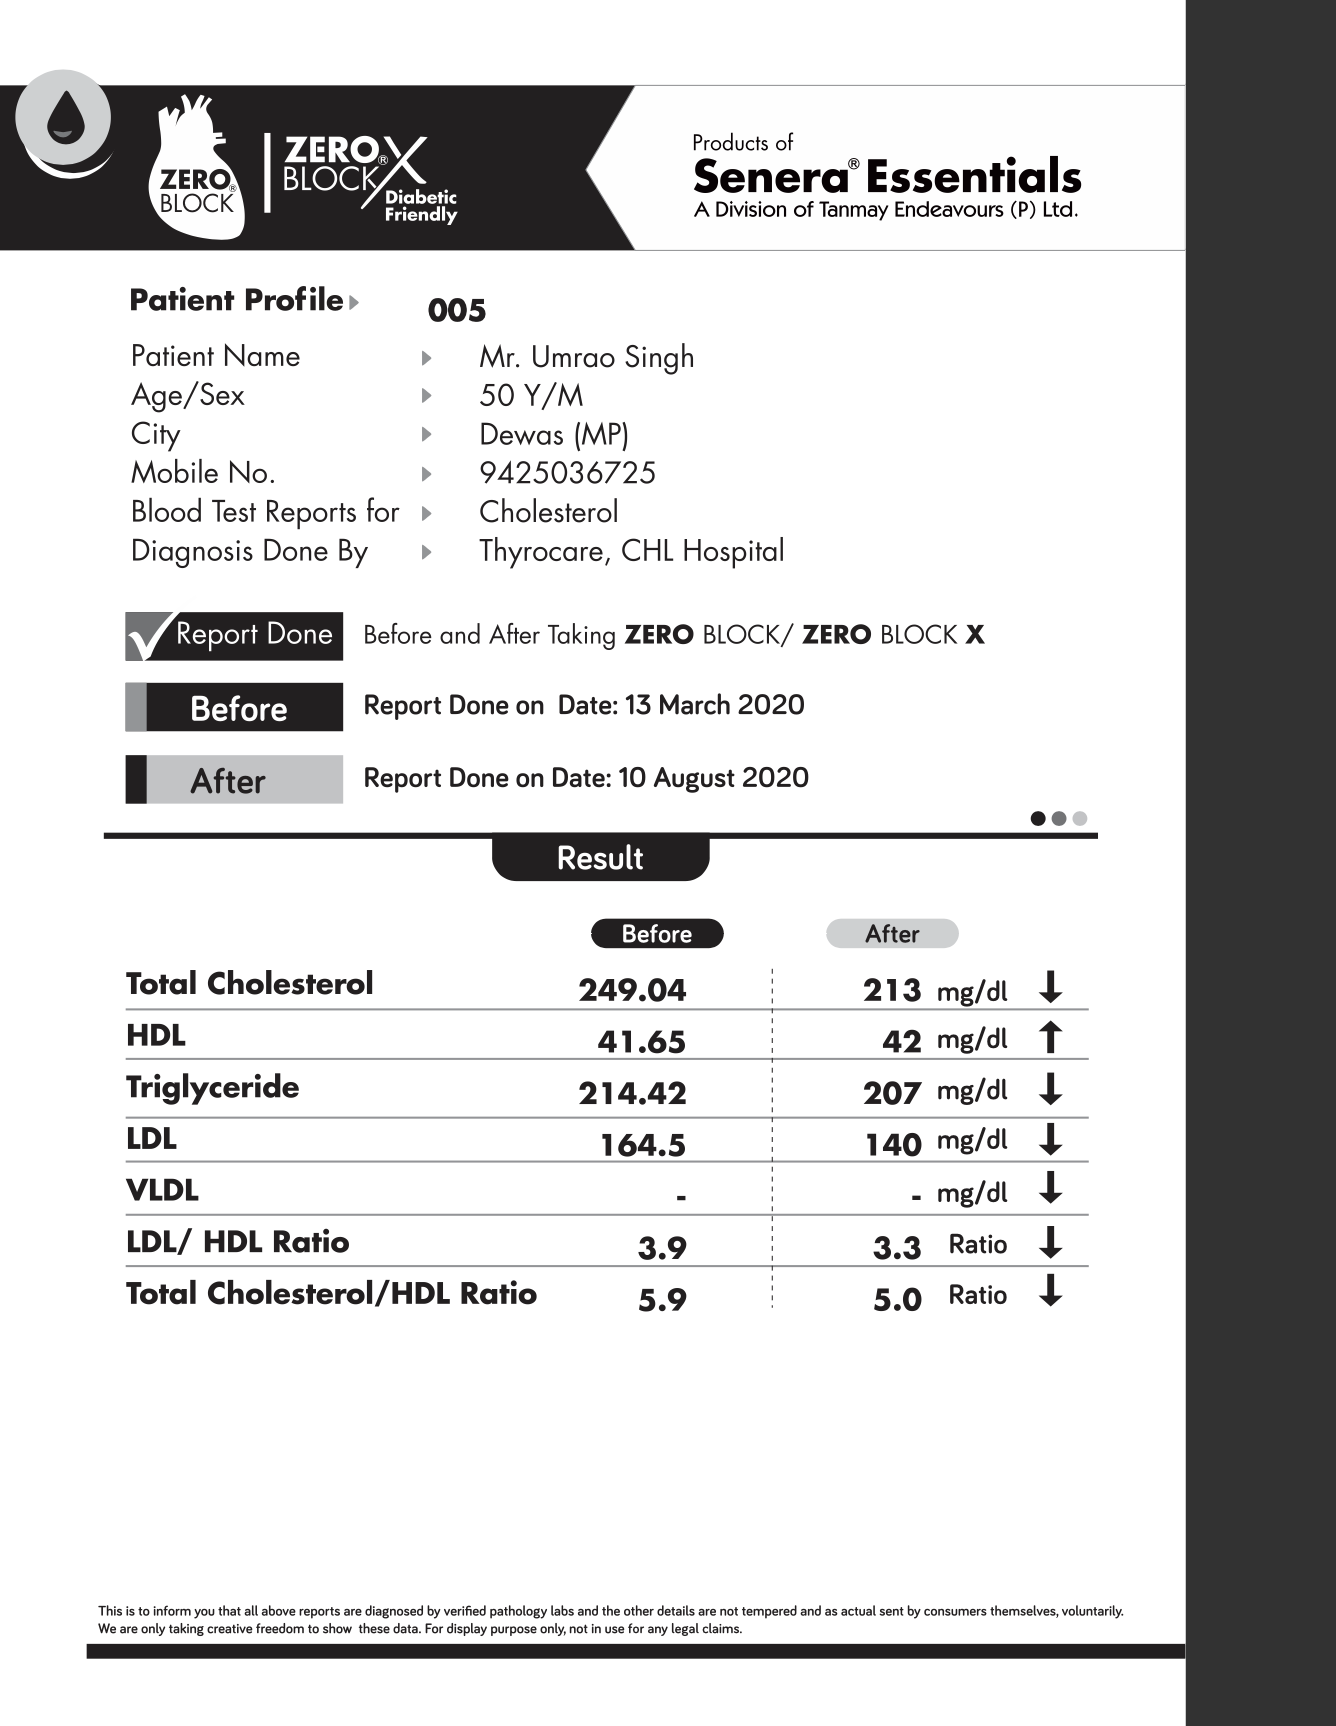 ZERO®
BLOCK
ZERO® X
BLOCK
Diabetic
Friendly
Products of
Senera® Essentials
A Division of Tanmay Endeavours (P) Ltd.
Patient Profile 005
Patient Name Mr. Umrao Singh
Age/Sex 50 Y/M
City Dewas (MP)
Mobile No. 9425036725
Blood Test Reports for Cholesterol
Diagnosis Done By Thyrocare, CHL Hospital
Report Done Before and After Taking ZERO BLOCK/ ZERO BLOCK X
Before Report Done on Date: 13 March 2020
After Report Done on Date: 10 August 2020
Result
Before After
Total Cholesterol 249.04 213 mg/dl ↓
HDL 41.65 42 mg/dl ↑
Triglyceride 214.42 207 mg/dl ↓
LDL 164.5 140 mg/dl ↓
VLDL - - mg/dl ↓
LDL/ HDL Ratio 3.9 3.3 Ratio ↓
Total Cholesterol/HDL Ratio 5.9 5.0 Ratio ↓
This is to inform you that all above reports are diagnosed by verified pathology labs and the other details are not tempered and as actual sent by consumers themselves, voluntarily.
We are only taking creative freedom to show these data. For display purpose only, not in use for any legal claims.